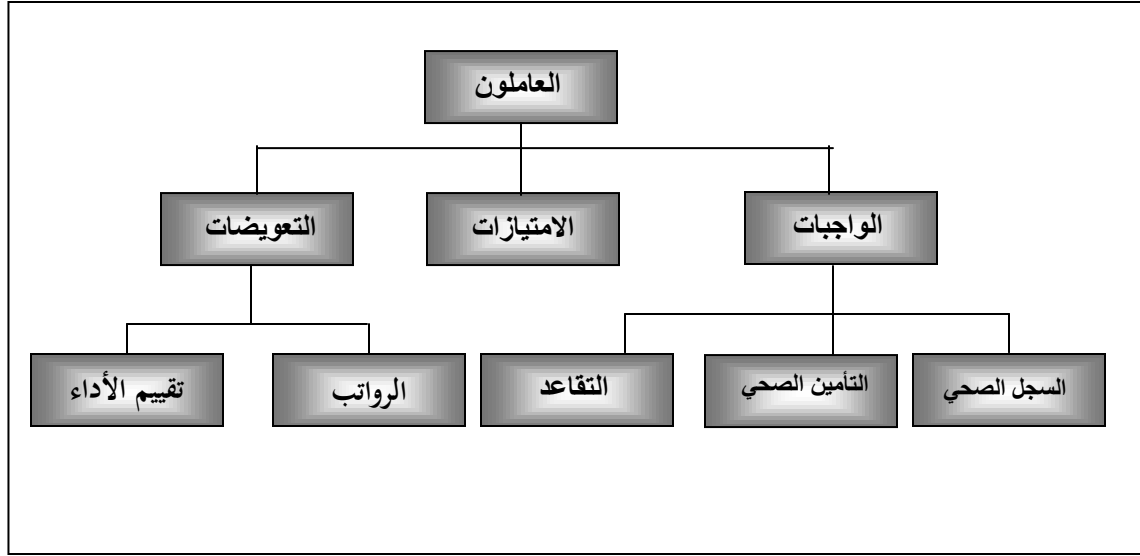 العاملون
الواجبات
الامتيازات
التعويضات
السجل الصحي
التأمين الصحي
التقاعد
الرواتب
تقييم الأداء